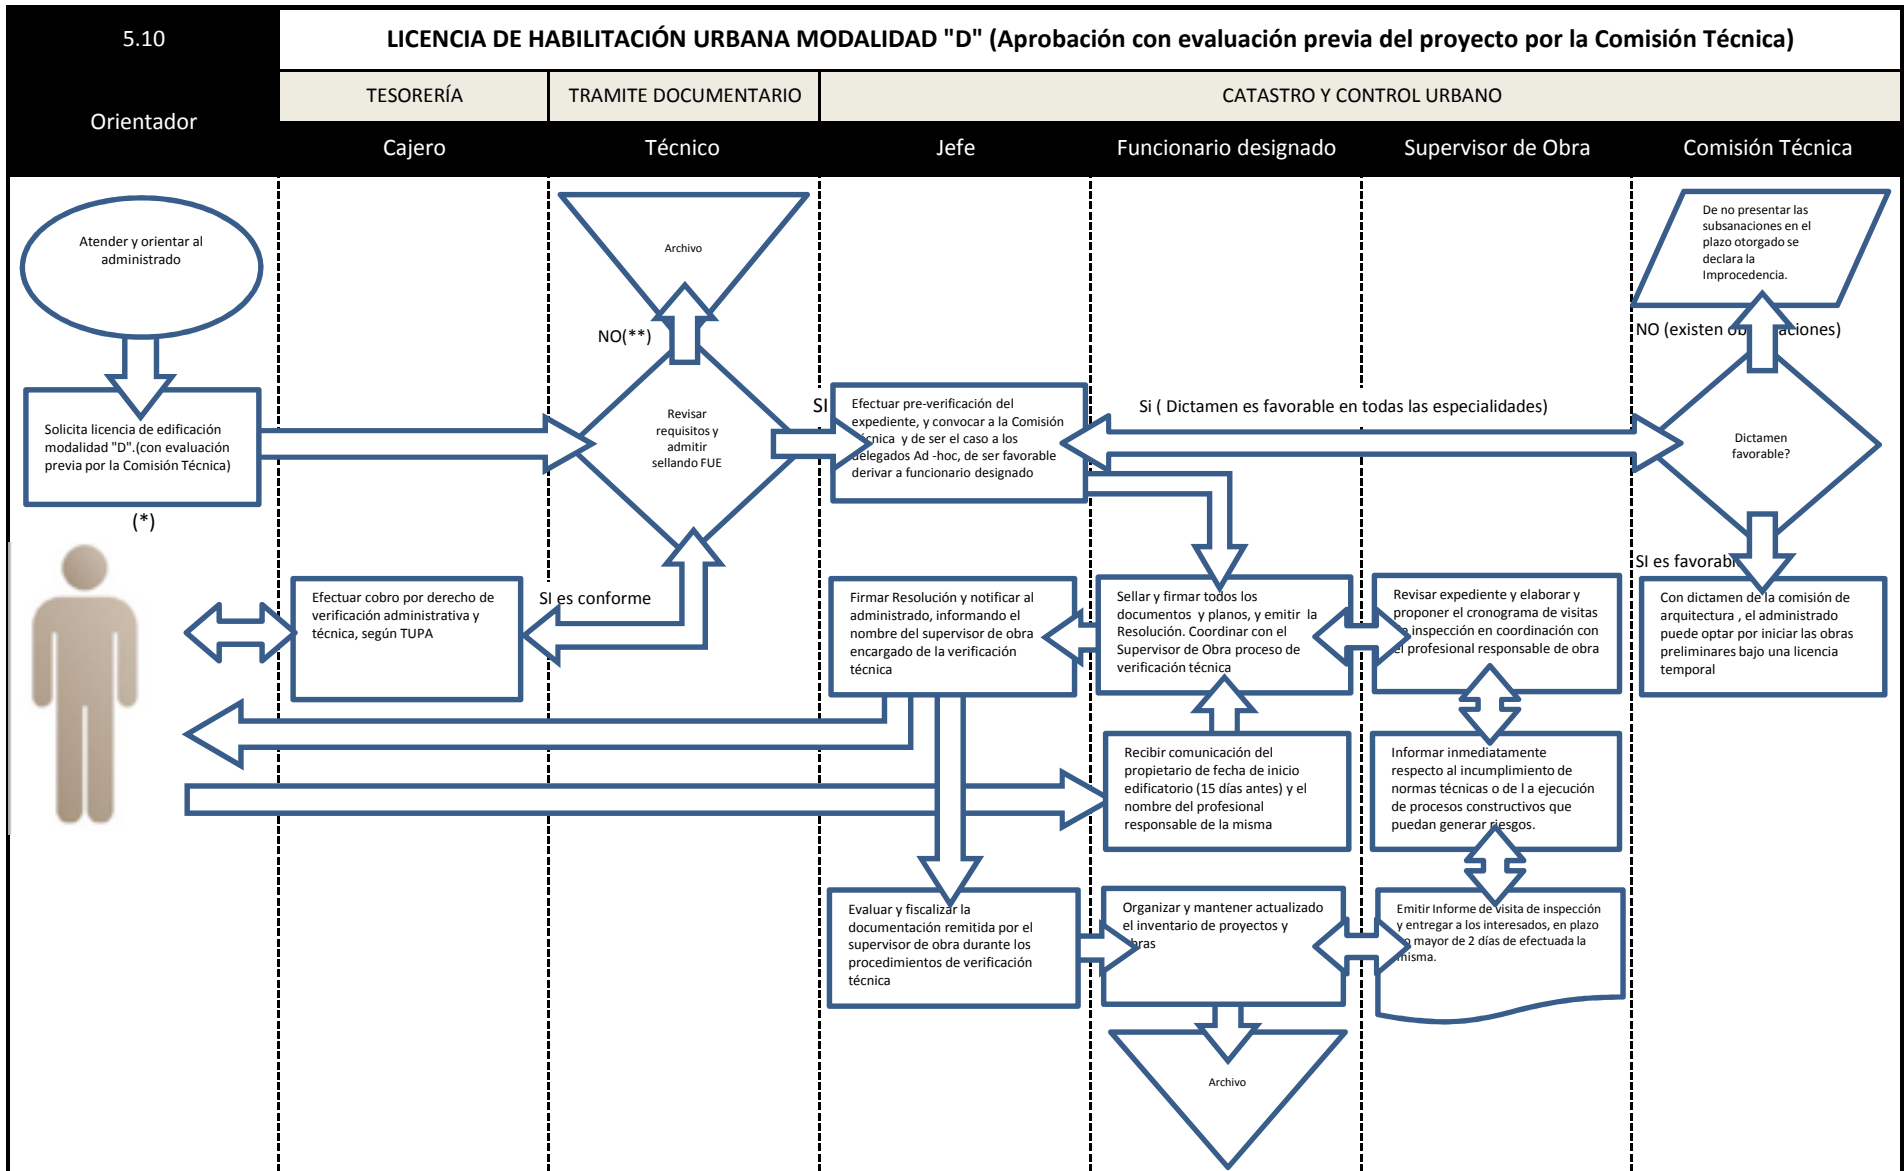 5.10
LICENCIA DE HABILITACIÓN URBANA MODALIDAD "D" (Aprobación con evaluación previa del proyecto por la Comisión Técnica)
Orientador
TESORERÍA
TRAMITE DOCUMENTARIO
CATASTRO Y CONTROL URBANO
Cajero
Técnico
Jefe
Funcionario designado
Supervisor de Obra
Comisión Técnica
Atender y orientar al
administrado
Archivo
De no presentar las
subsanaciones en el
plazo otorgado se
declara la
Improcedencia.
NO(**)
NO (existen ob aciones)
Solicita licencia de edificación
modalidad "D".(con evaluación
previa por la Comisión Técnica)
(*)
Revisar
requisitos y
admitir
sellando FUE
SI
Efectuar pre-verificación del
expediente, y convocar a la Comisión
Técnica y de ser el caso a los
delegados Ad -hoc, de ser favorable
derivar a funcionario designado
Si ( Dictamen es favorable en todas las especialidades)
Dictamen
favorable?
SI es favorab
Efectuar cobro por derecho de
verificación administrativa y
técnica, según TUPA
SI es conforme
Firmar Resolución y notificar al
administrado, informando el
nombre del supervisor de obra
encargado de la verificación
técnica
Sellar y firmar todos los
documentos y planos, y emitir la
Resolución. Coordinar con el
Supervisor de Obra proceso de
verificación técnica
Revisar expediente y elaborar y
proponer el cronograma de visitas
inspección en coordinación con
profesional responsable de obra
Con dictamen de la comisión de
arquitectura , el administrado
puede optar por iniciar las obras
preliminares bajo una licencia
temporal
Recibir comunicación del
propietario de fecha de inicio
edificatorio (15 días antes) y el
nombre del profesional
responsable de la misma
Informar inmediatamente
respecto al incumplimiento de
normas técnicas o de l a ejecución
de procesos constructivos que
puedan generar riesgos.
Evaluar y fiscalizar la
documentación remitida por el
supervisor de obra durante los
procedimientos de verificación
técnica
Organizar y mantener actualizado
el inventario de proyectos y
obras
Emitir Informe de visita de inspección
y entregar a los interesados, en plazo
mayor de 2 días de efectuada la
misma.
Archivo